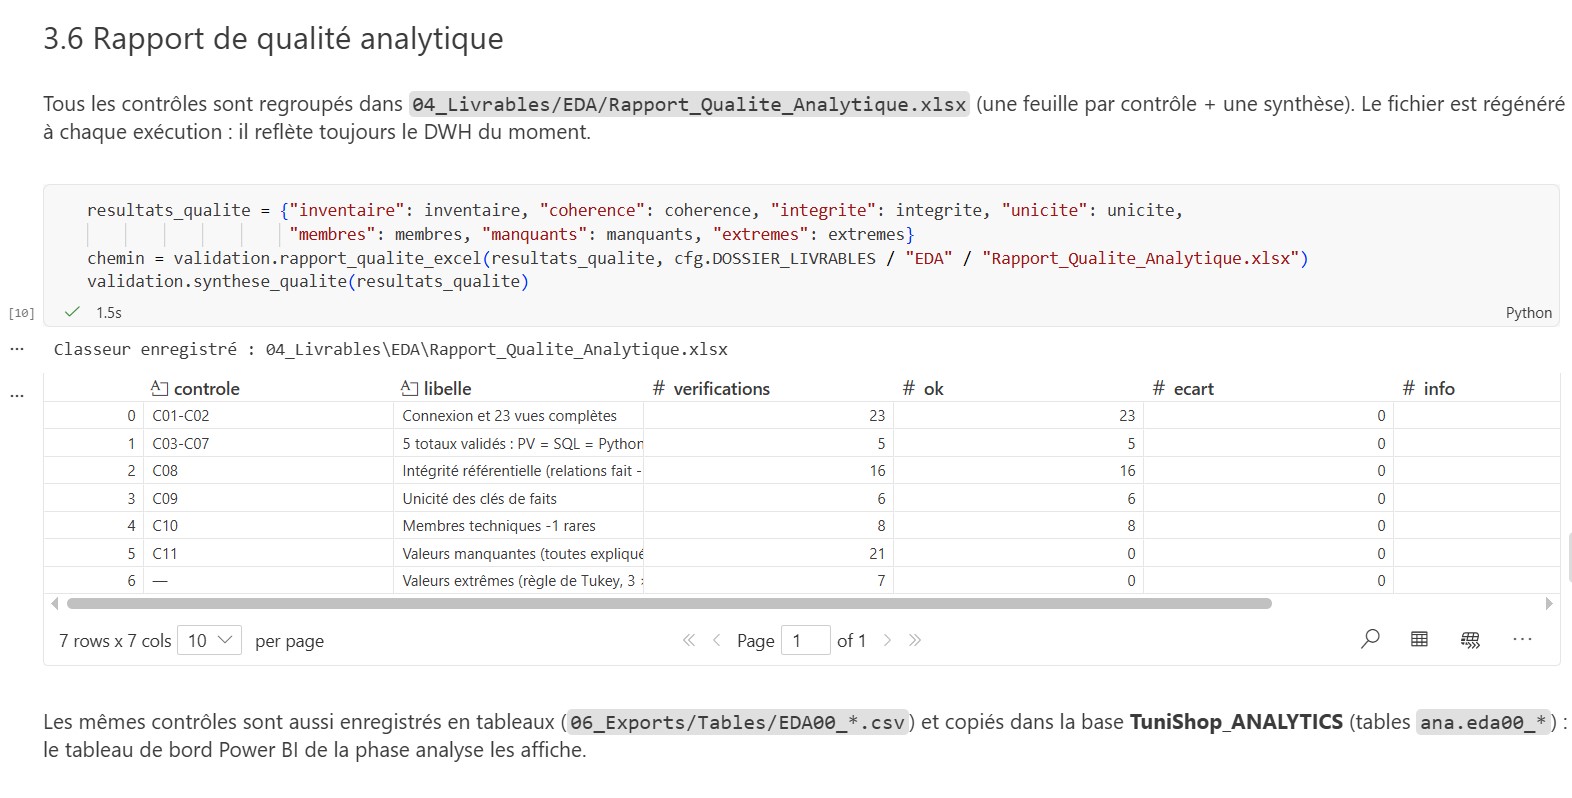 3.6 Rapport de qualité analytique
Tous les contrôles sont regroupés dans 04_Livrables/EDA/Rapport_Qualite_Analytique.xlsx (une feuille par contrôle + une synthèse). Le fichier est régénéré
à chaque exécution : il reflète toujours le DWH du moment.
resultats_qualite = {"inventaire": inventaire, "coherence": coherence, "integrite": integrite, "unicite": unicite,
"membres": membres, "manquants": manquants, "extremes": extremes}
chemin = validation.rapport_qualite_excel(resultats_qualite, cfg.DOSSIER_LIVRABLES / "EDA" / "Rapport_Qualite_Analytique.xlsx")
validation.synthese_qualite(resultats_qualite)
[10] 1.5s Python
... Classeur enregistré : 04_Livrables\EDA\Rapport_Qualite_Analytique.xlsx
... controle libelle # verifications # ok # ecart # info
0 C01-C02 Connexion et 23 vues complètes 23 23 0
1 C03-C07 5 totaux validés : PV = SQL = Python 5 5 0
2 C08 Intégrité référentielle (relations fait - 16 16 0
3 C09 Unicité des clés de faits 6 6 0
4 C10 Membres techniques -1 rares 8 8 0
5 C11 Valeurs manquantes (toutes expliqué 21 0 0
6 — Valeurs extrêmes (règle de Tukey, 3 7 0 0
7 rows x 7 cols 10 per page Page 1 of 1 ...
Les mêmes contrôles sont aussi enregistrés en tableaux (06_Exports/Tables/EDA00_*.csv) et copiés dans la base TuniShop_ANALYTICS (tables ana.eda00_*) :
le tableau de bord Power BI de la phase analyse les affiche.